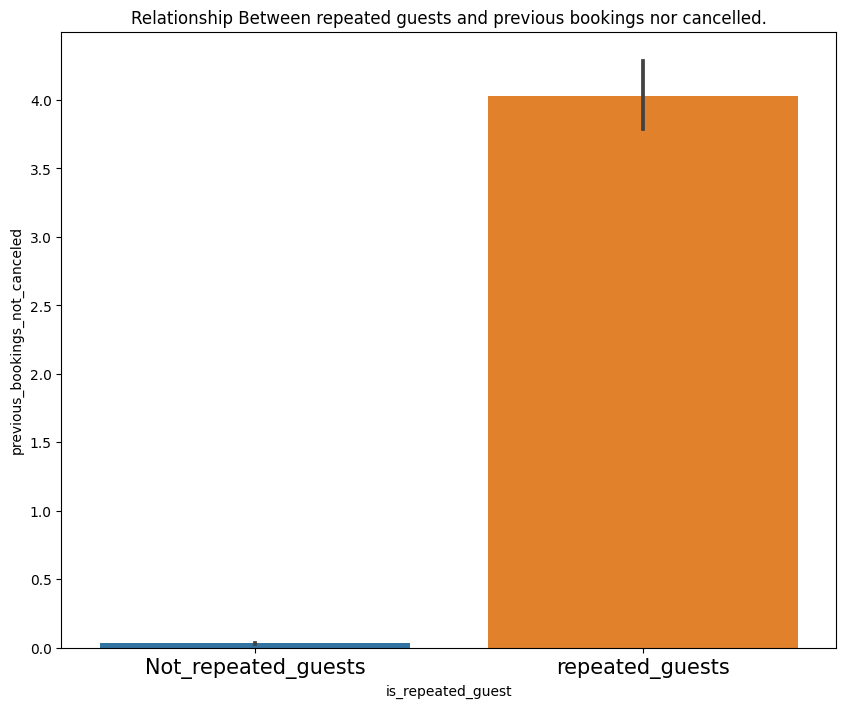 Relationship Between repeated guests and previous bookings nor cancelled.
previous_bookings_not_canceled
4.0
3.5
3.0
2.5
2.0
1.5
1.0
0.5
0.0
Not_repeated_guests
repeated_guests
is_repeated_guest